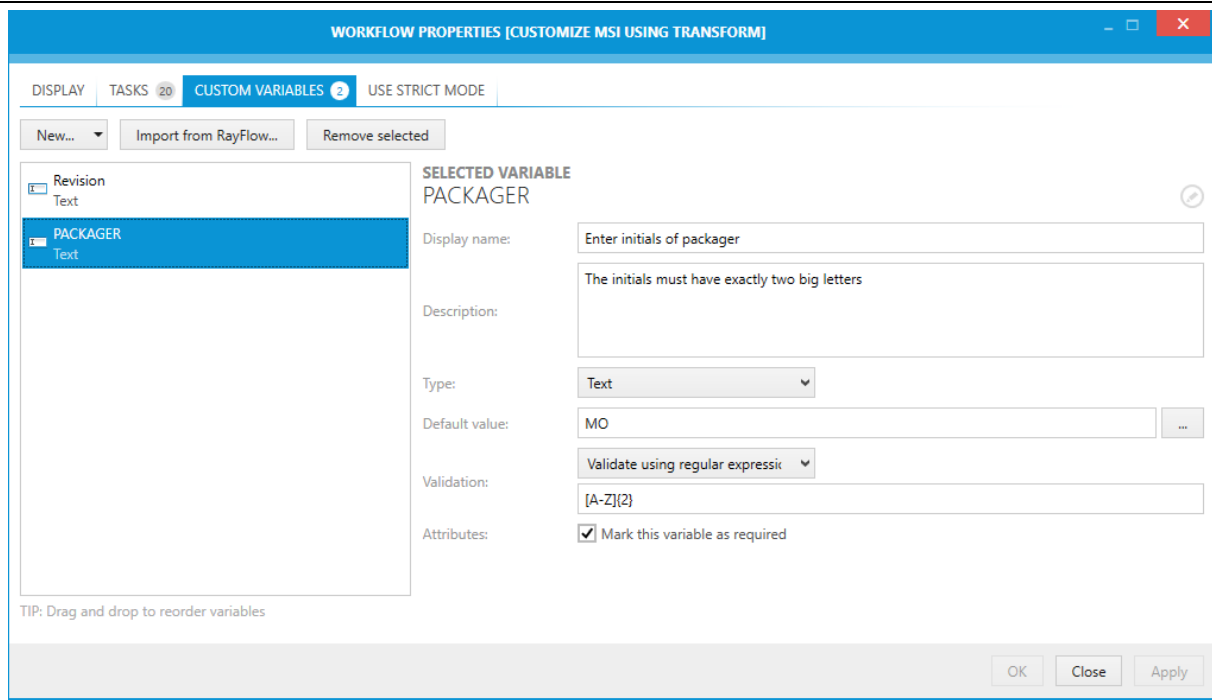 WORKFLOW PROPERTIES [CUSTOMIZE MSI USING TRANSFORM]
DISPLAY TASKS 20 CUSTOM VARIABLES 2 USE STRICT MODE
New... Import from RayFlow... Remove selected
Revision
Text
PACKAGER
Text
TIP: Drag and drop to reorder variables
SELECTED VARIABLE
PACKAGER
Display name: Enter initials of packager
Description: The initials must have exactly two big letters
Type: Text
Default value: MO ...
Validation: Validate using regular expressic
[A-Z]{2}
Attributes: Mark this variable as required
OK Close Apply